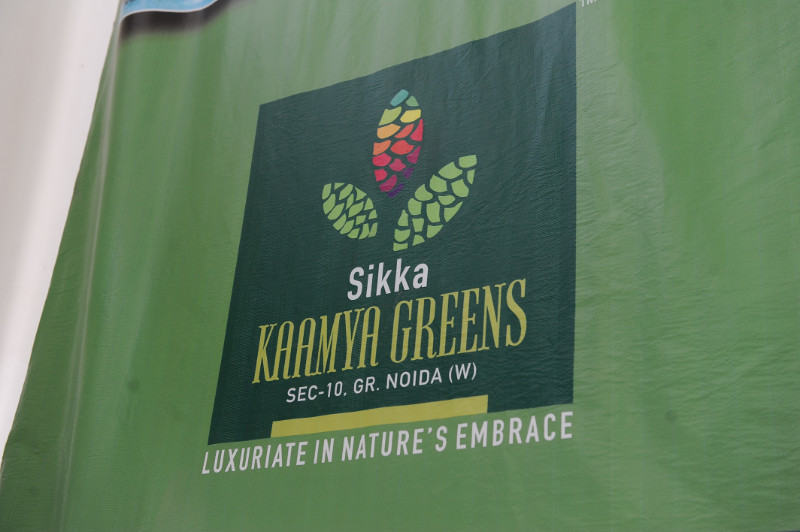 Sikka
KAAMYA GREENS
SEC-10, GR. NOIDA (W)
LUXURIATE IN NATURE'S EMBRACE